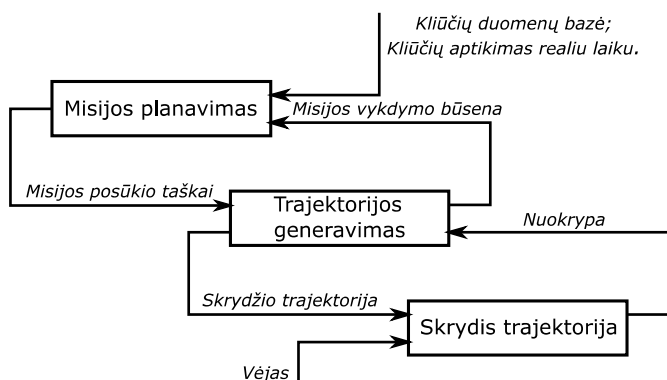 Kliūčių duomenų bazė;
Kliūčių aptikimas realiu laiku.
Misijos planavimas
Misijos vykdymo būsena
Misijos posūkio taškai
Trajektorijos
generavimas
Nuokrypa
Skrydžio trajektorija
Skrydis trajektorija
Vėjas